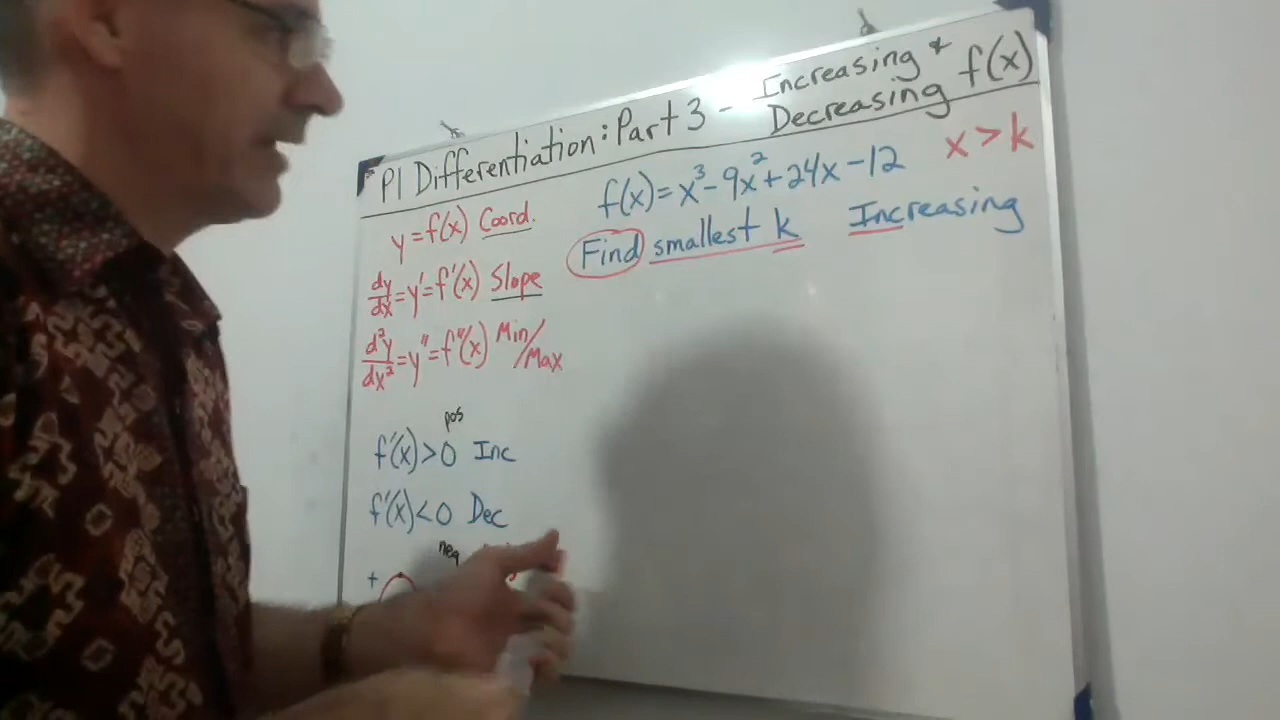 P1 Differentiation: Part 3 - Increasing + Decreasing f(x)
f(x) = x³ - 9x² + 24x - 12 x > k
Find smallest k Increasing
y = f(x) Coord.
dy/dx = y' = f'(x) Slope
d²y/dx² = y'' = f''(x) Min/Max
pos
f'(x) > 0 Inc
f'(x) < 0 Dec
neg
+